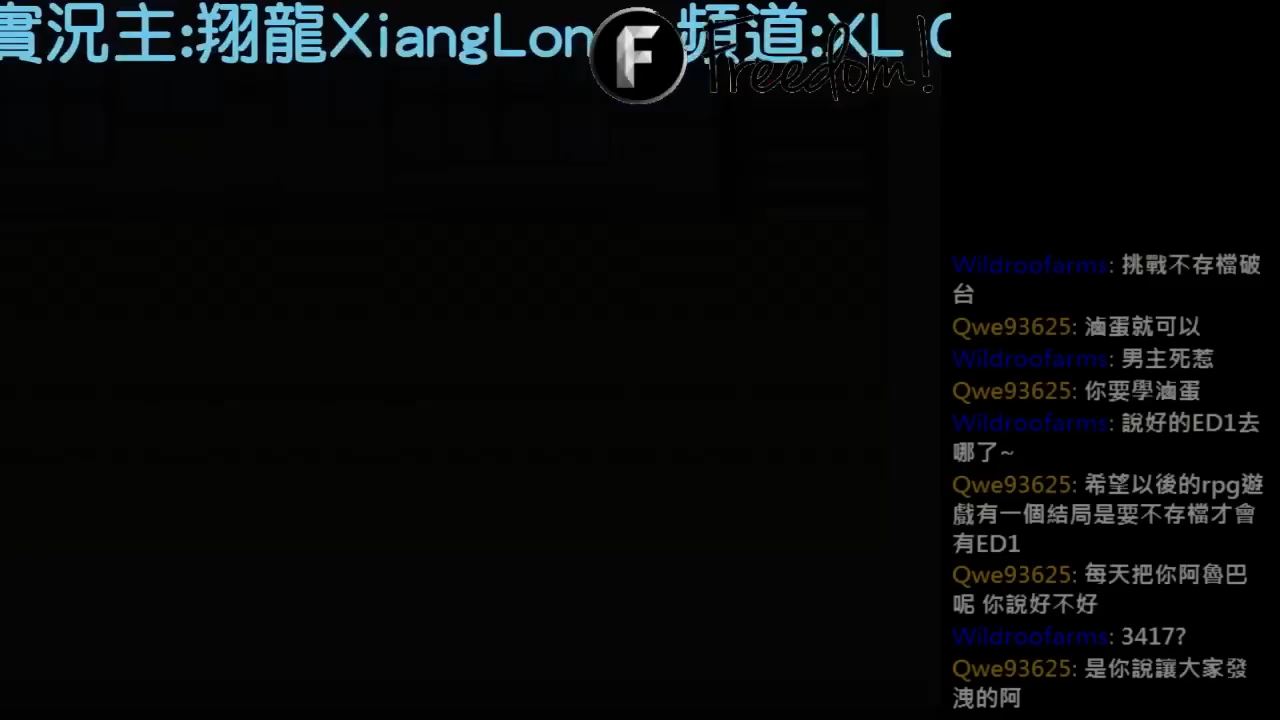 實況主:翔龍XiangLon
頻道:XL
F Freedom!
Wildroofarms: 挑戰不存檔破
台
Qwe93625: 滷蛋就可以
Wildroofarms: 男主死惹
Qwe93625: 你要學滷蛋
Wildroofarms: 說好的ED1去
哪了~
Qwe93625: 希望以後的rpg遊
戲有一個結局是要不存檔才會
有ED1
Qwe93625: 每天把你阿魯巴
呢 你說好不好
Wildroofarms: 3417?
Qwe93625: 是你說讓大家發
洩的阿